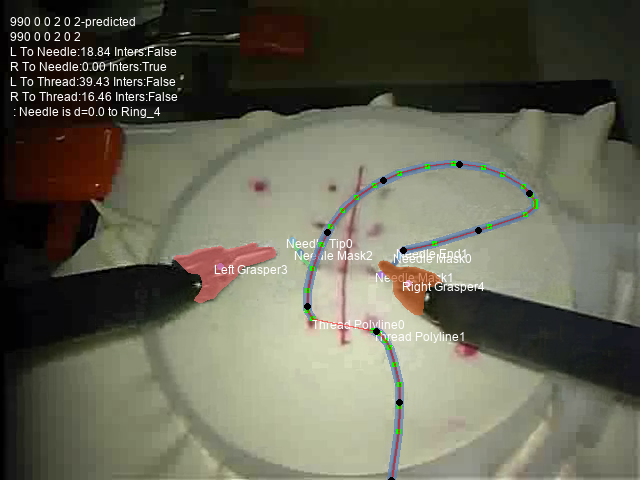 990 0 0 2 0 2-predicted
990 0 0 2 0 2
L To Needle:18.84 Inters:False
R To Needle:0.00 Inters:True
L To Thread:39.43 Inters:False
R To Thread:16.46 Inters:False
: Needle is d=0.0 to Ring_4
Needle Tip0
Needle End1
Needle Mask2
Needle Mask0
Left Grasper3
Needle Mask1
Right Grasper4
Thread Polyline0
Thread Polyline1